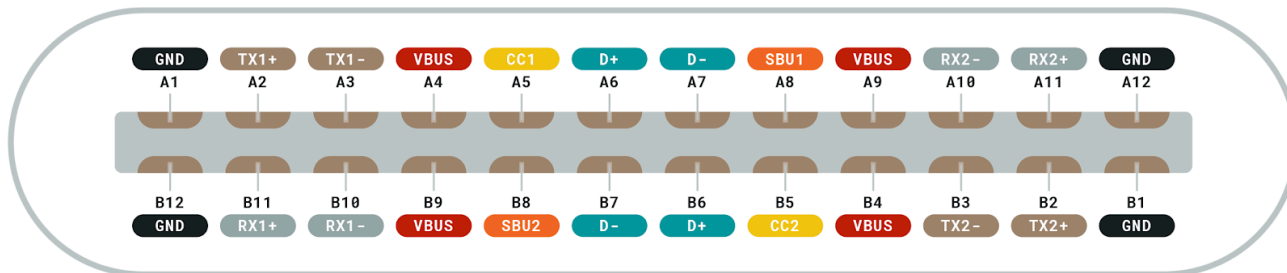 GND TX1+ TX1- VBUS CC1 D+ D- SBU1 VBUS RX2- RX2+ GND
A1 A2 A3 A4 A5 A6 A7 A8 A9 A10 A11 A12
B12 B11 B10 B9 B8 B7 B6 B5 B4 B3 B2 B1
GND RX1+ RX1- VBUS SBU2 D- D+ CC2 VBUS TX2- TX2+ GND